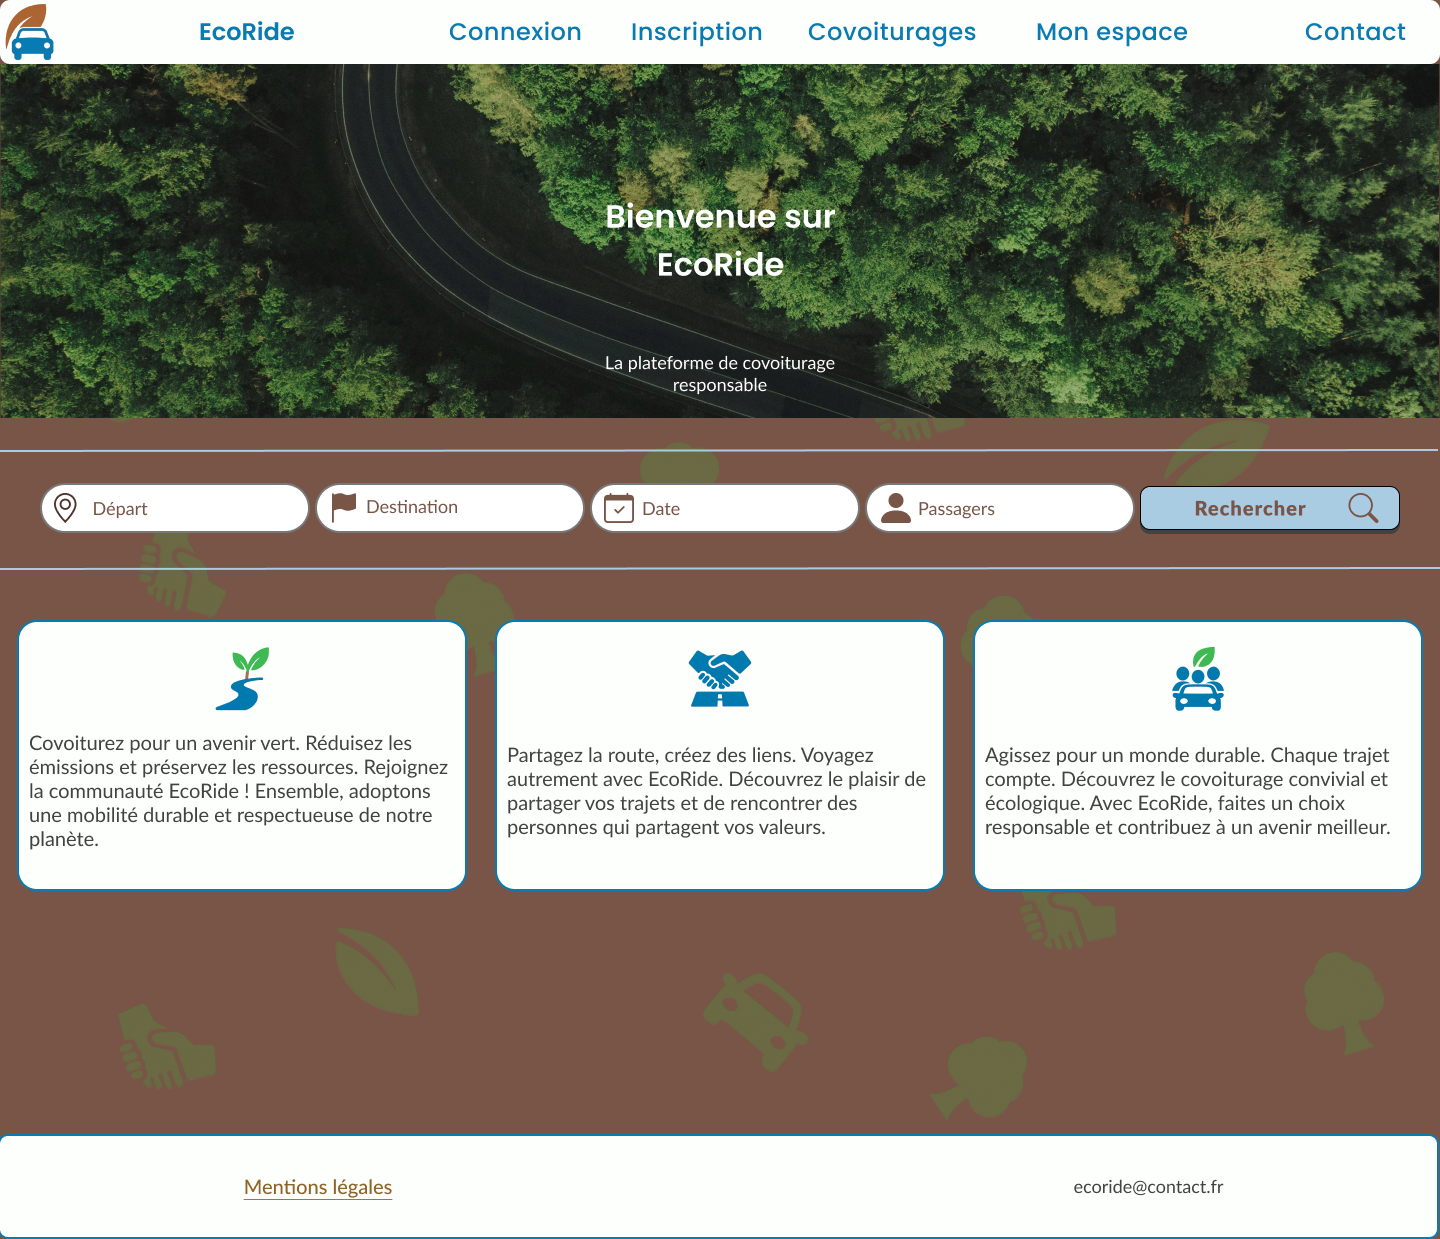 EcoRide Connexion Inscription Covoiturages Mon espace Contact
Bienvenue sur
EcoRide
La plateforme de covoiturage
responsable
Départ Destination Date Passagers Rechercher
Covoiturez pour un avenir vert. Réduisez les
émissions et préservez les ressources. Rejoignez
la communauté EcoRide ! Ensemble, adoptons
une mobilité durable et respectueuse de notre
planète.
Partagez la route, créez des liens. Voyagez
autrement avec EcoRide. Découvrez le plaisir de
partager vos trajets et de rencontrer des
personnes qui partagent vos valeurs.
Agissez pour un monde durable. Chaque trajet
compte. Découvrez le covoiturage convivial et
écologique. Avec EcoRide, faites un choix
responsable et contribuez à un avenir meilleur.
Mentions légales ecoride@contact.fr